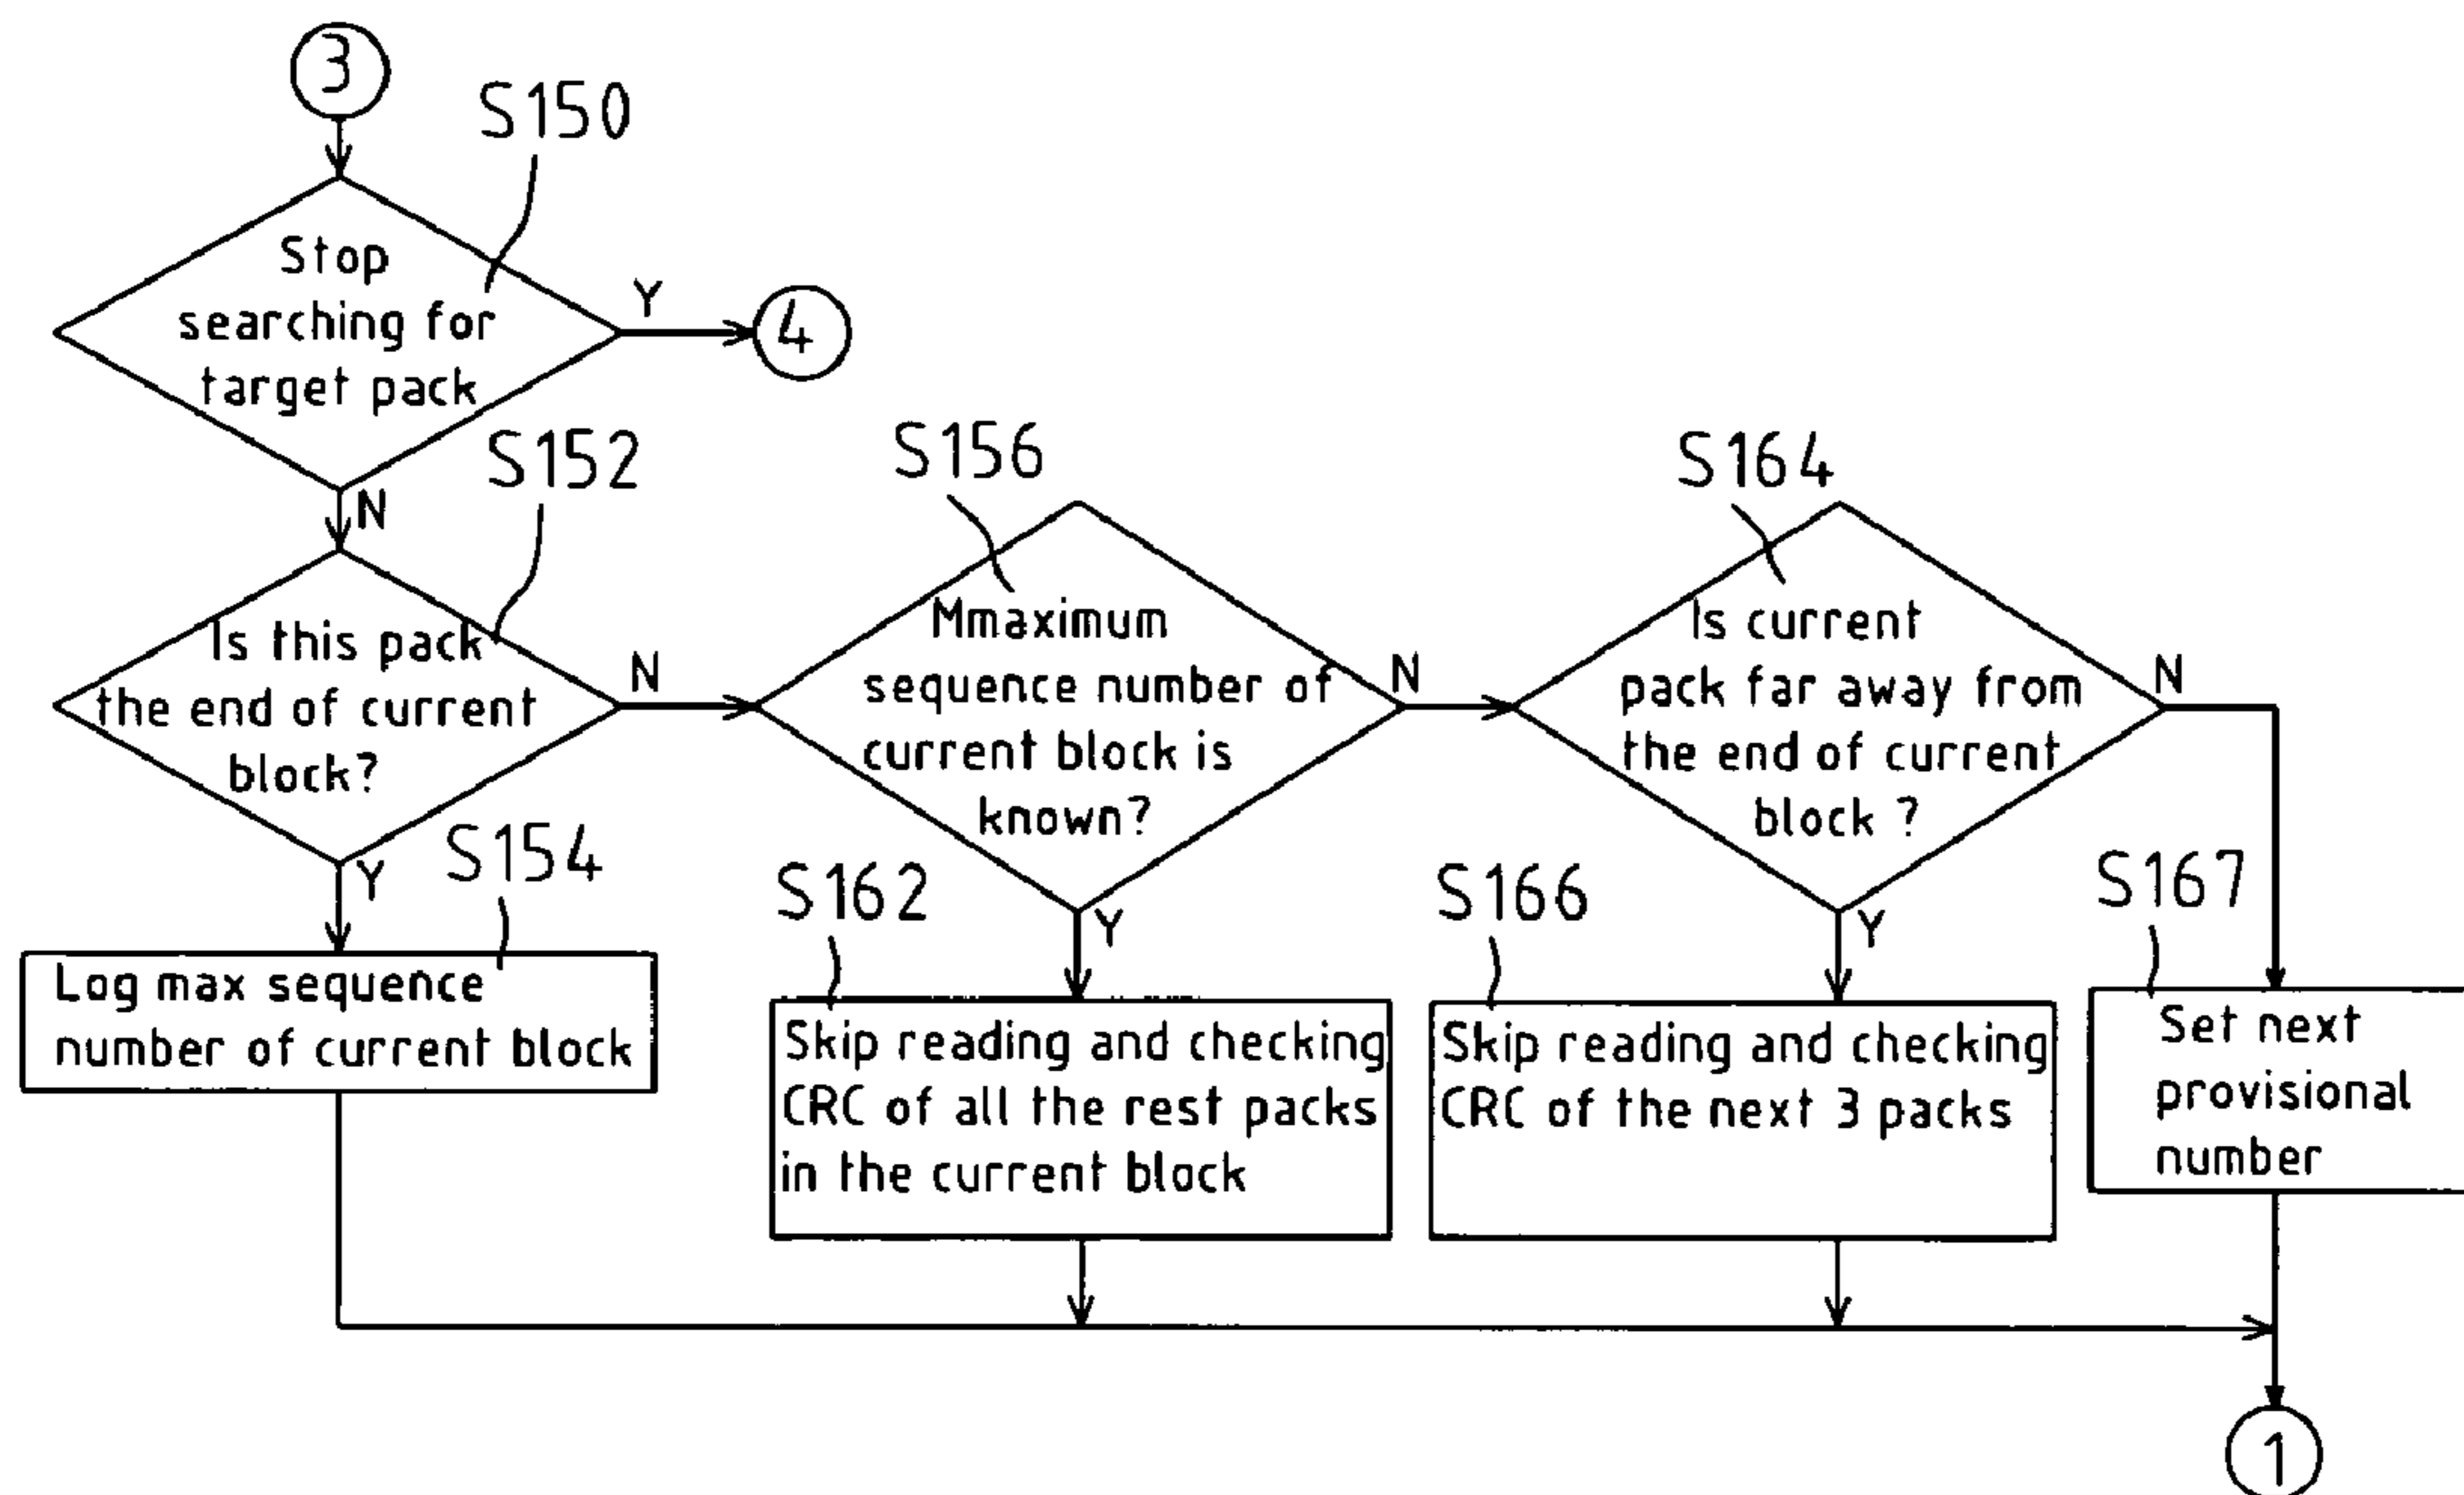 3
S150
Stop
searching for
target pack
Y
4
N
S152
Is this pack
the end of current
block?
N
S156
Mmaximum
sequence number of
current block is
known?
N
S164
Is current
pack far away from
the end of current
block ?
N
Y
S154
Log max sequence
number of current block
Y
S162
Skip reading and checking
CRC of all the rest packs
in the current block
Y
S166
Skip reading and checking
CRC of the next 3 packs
S167
Set next
provisional
number
1